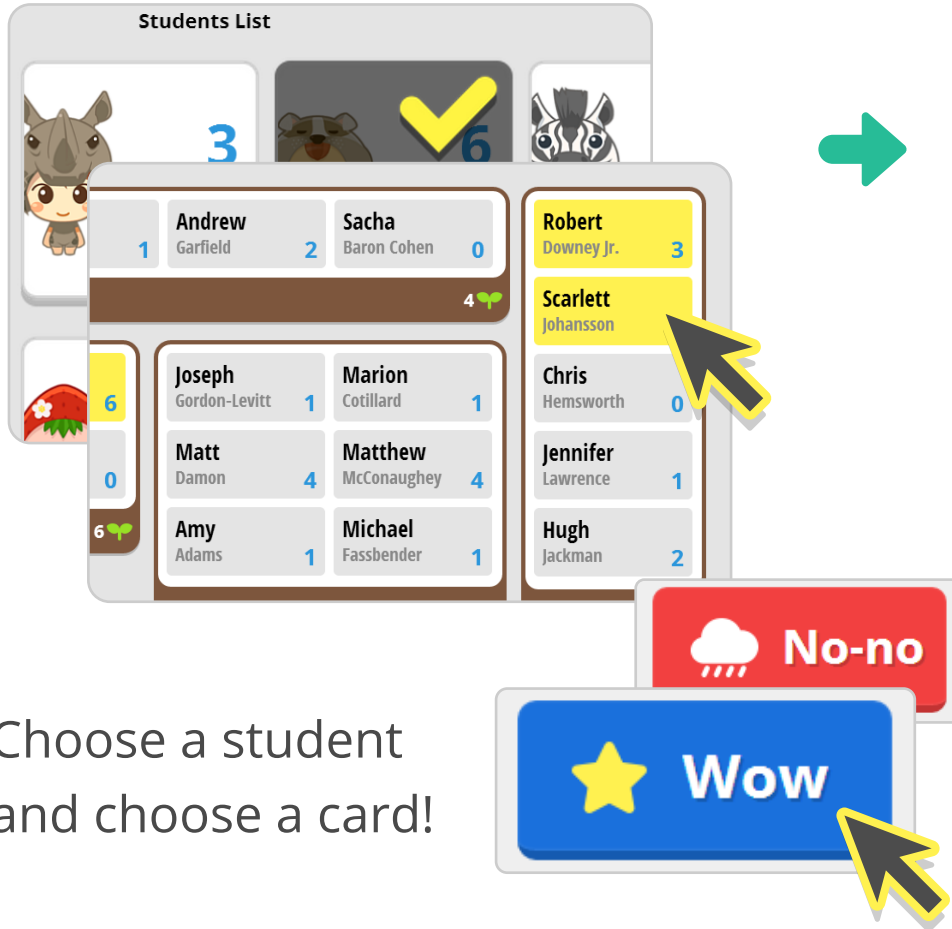 Students List
3
6
1
Andrew
Garfield
2
Sacha
Baron Cohen
0
4
Robert
Downey Jr.
3
Scarlett
Johansson
Chris
Hemsworth
0
Jennifer
Lawrence
1
Hugh
Jackman
2
6
0
6
Joseph
Gordon-Levitt
1
Marion
Cotillard
1
Matt
Damon
4
Matthew
McConaughey
4
Amy
Adams
1
Michael
Fassbender
1
No-no
Wow
Choose a student
and choose a card!